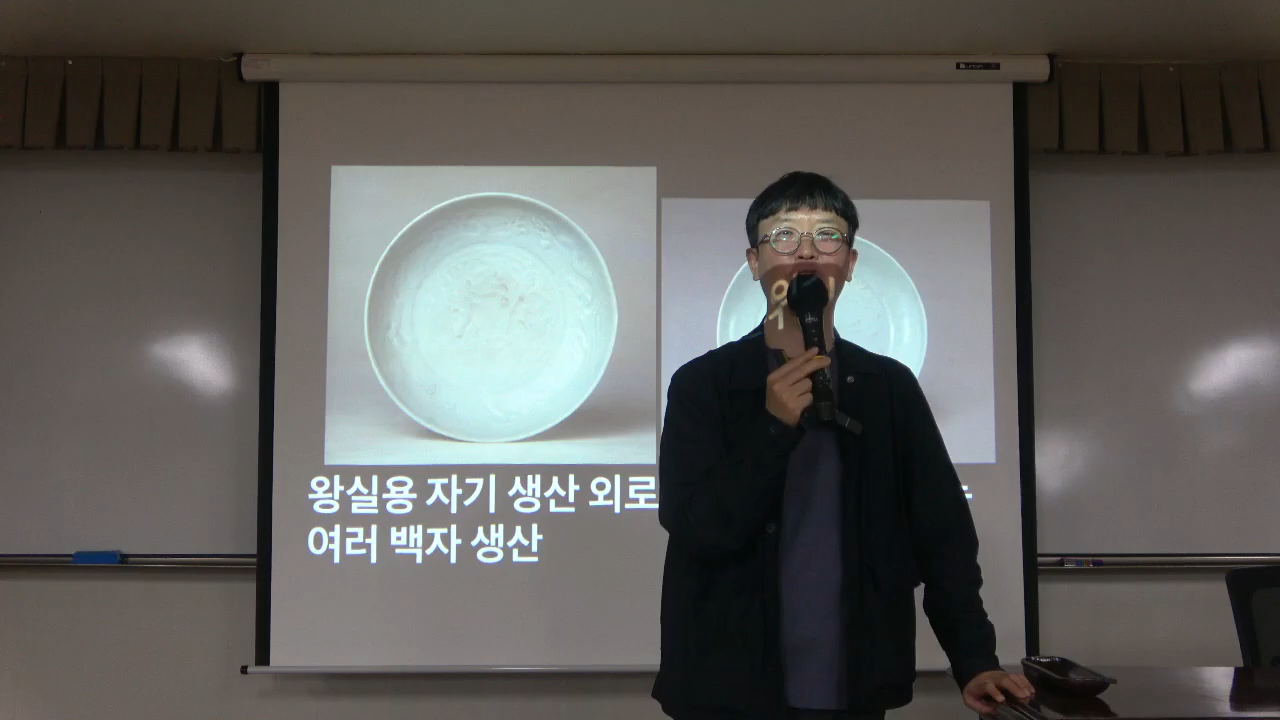 왕실용 자기 생산 외로
여러 백자 생산